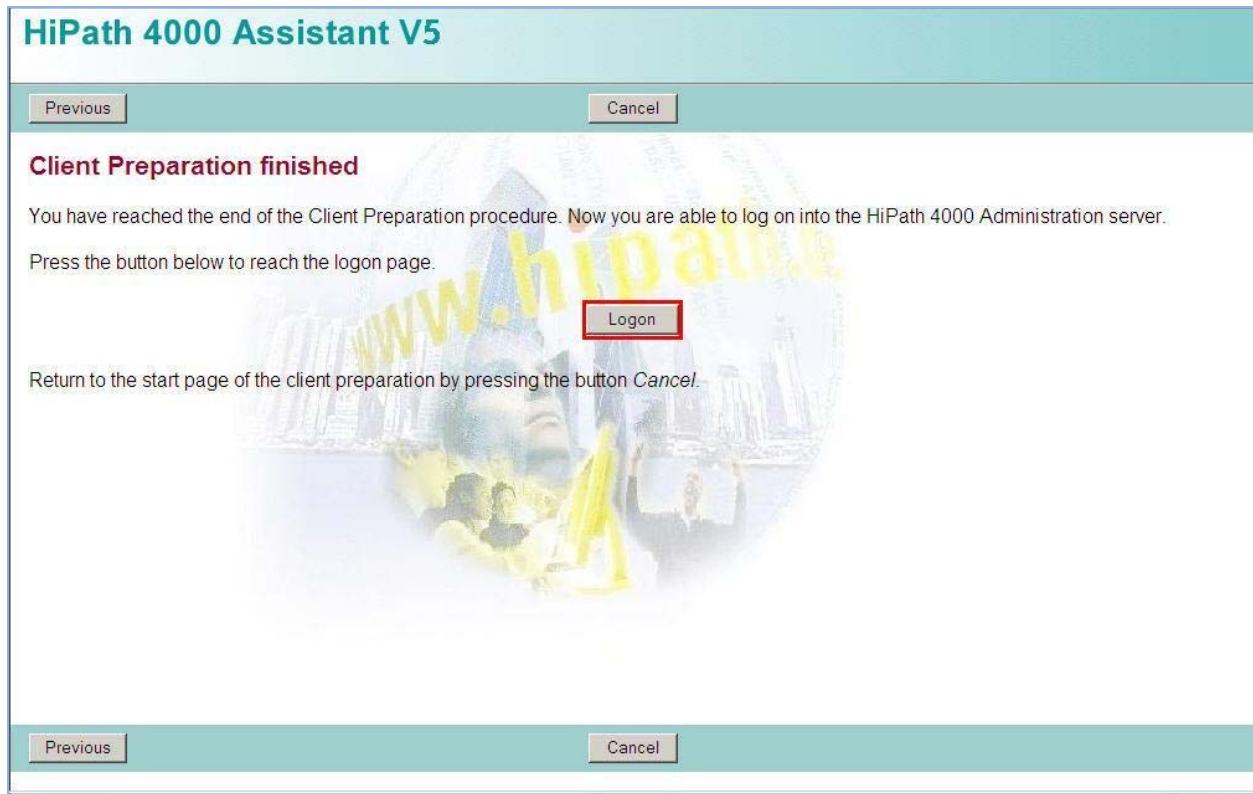 HiPath 4000 Assistant V5
Previous Cancel
Client Preparation finished
You have reached the end of the Client Preparation procedure. Now you are able to log on into the HiPath 4000 Administration server.
Press the button below to reach the logon page.
www.hipath.
Logon
Return to the start page of the client preparation by pressing the button Cancel.
Previous Cancel